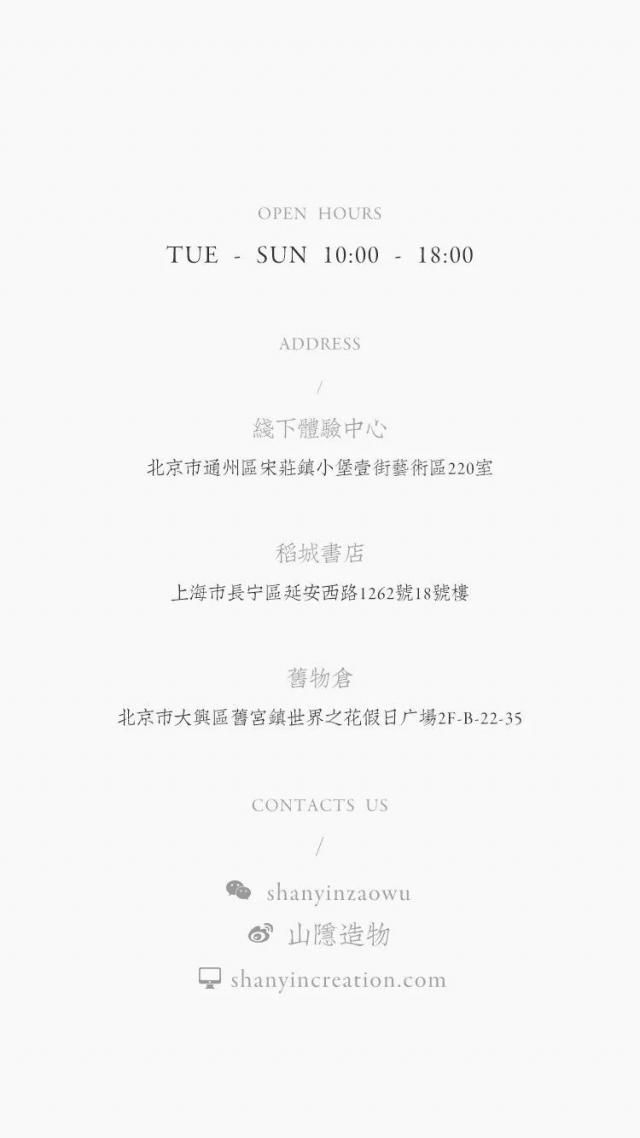 OPEN HOURS
TUE - SUN 10:00 - 18:00
ADDRESS
/
綫下體驗中心
北京市通州區宋莊鎮小堡壹街藝術區220室
稻城書店
上海市長宁區延安西路1262號18號樓
舊物倉
北京市大興區舊宮鎮世界之花假日广場2F-B-22-35
CONTACTS US
/
shanyinzaowu
山隱造物
shanyincreation.com